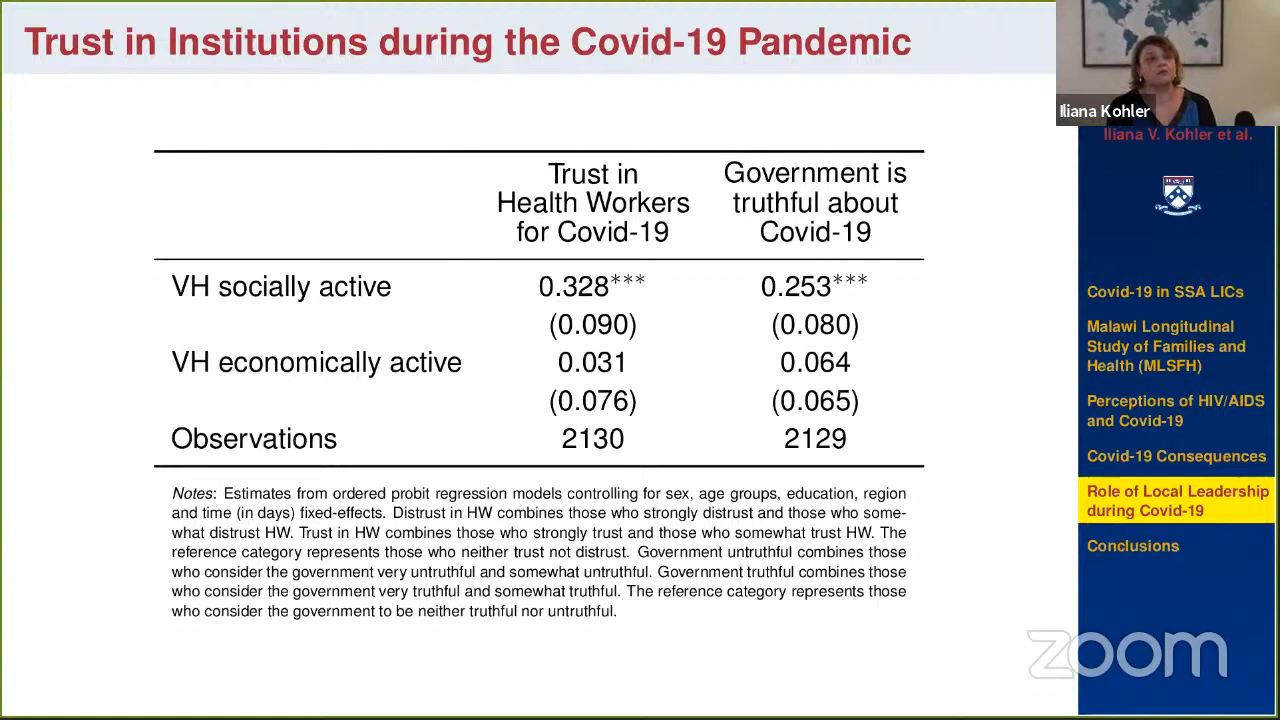 Trust in Institutions during the Covid-19 Pandemic
Iliana Kohler
Iliana V. Kohler et al.
Trust in
Health Workers
for Covid-19
Government is
truthful about
Covid-19
VH socially active 0.328*** 0.253***
(0.090) (0.080)
VH economically active 0.031 0.064
(0.076) (0.065)
Observations 2130 2129
Notes: Estimates from ordered probit regression models controlling for sex, age groups, education, region
and time (in days) fixed-effects. Distrust in HW combines those who strongly distrust and those who some-
what distrust HW. Trust in HW combines those who strongly trust and those who somewhat trust HW. The
reference category represents those who neither trust not distrust. Government untruthful combines those
who consider the government very untruthful and somewhat untruthful. Government truthful combines those
who consider the government very truthful and somewhat truthful. The reference category represents those
who consider the government to be neither truthful nor untruthful.
Covid-19 in SSA LICs
Malawi Longitudinal
Study of Families and
Health (MLSFH)
Perceptions of HIV/AIDS
and Covid-19
Covid-19 Consequences
Role of Local Leadership
during Covid-19
Conclusions
zoom